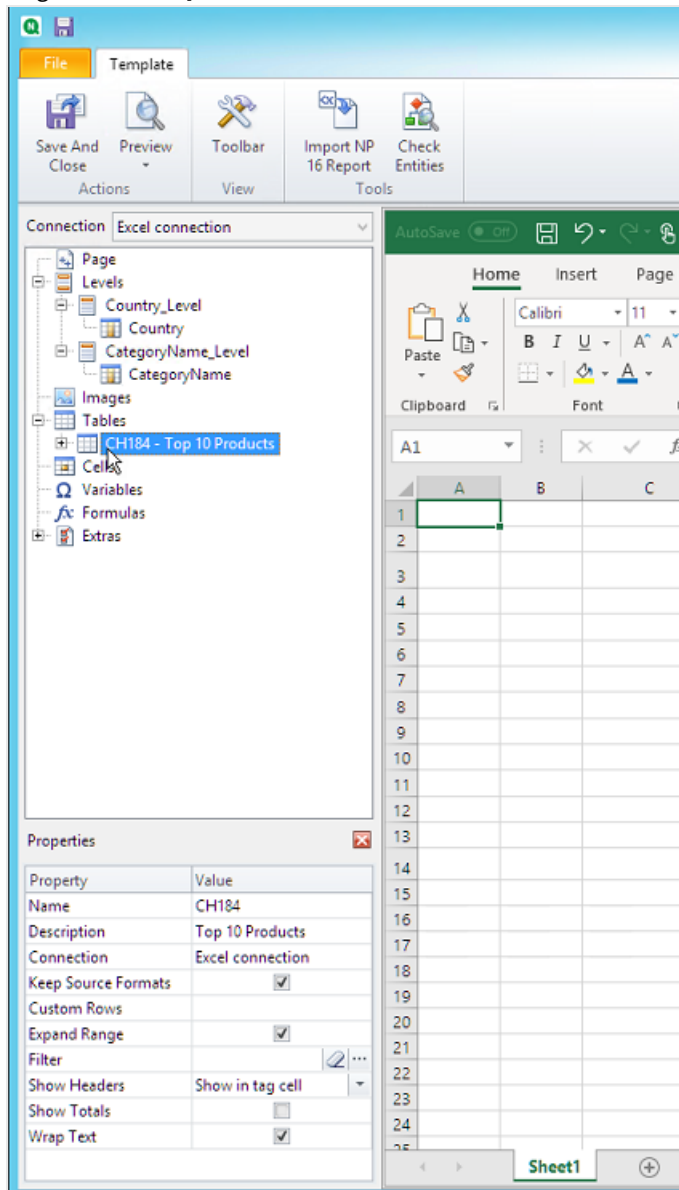 File Template
Save And Close
Preview
Toolbar
Import NP 16 Report
Check Entities
Actions
View
Tools
Connection Excel connection
Page
Levels
Country_Level
Country
CategoryName_Level
CategoryName
Images
Tables
CH184 - Top 10 Products
Cells
Variables
Formulas
Extras
Properties
Property Value
Name CH184
Description Top 10 Products
Connection Excel connection
Keep Source Formats
Custom Rows
Expand Range
Filter
Show Headers Show in tag cell
Show Totals
Wrap Text
AutoSave Off
Home Insert Page
Paste
Calibri 11
B I U A A
A
Clipboard Font
A1
A B C
1
2
3
4
5
6
7
8
9
10
11
12
13
14
15
16
17
18
19
20
21
22
23
24
Sheet1